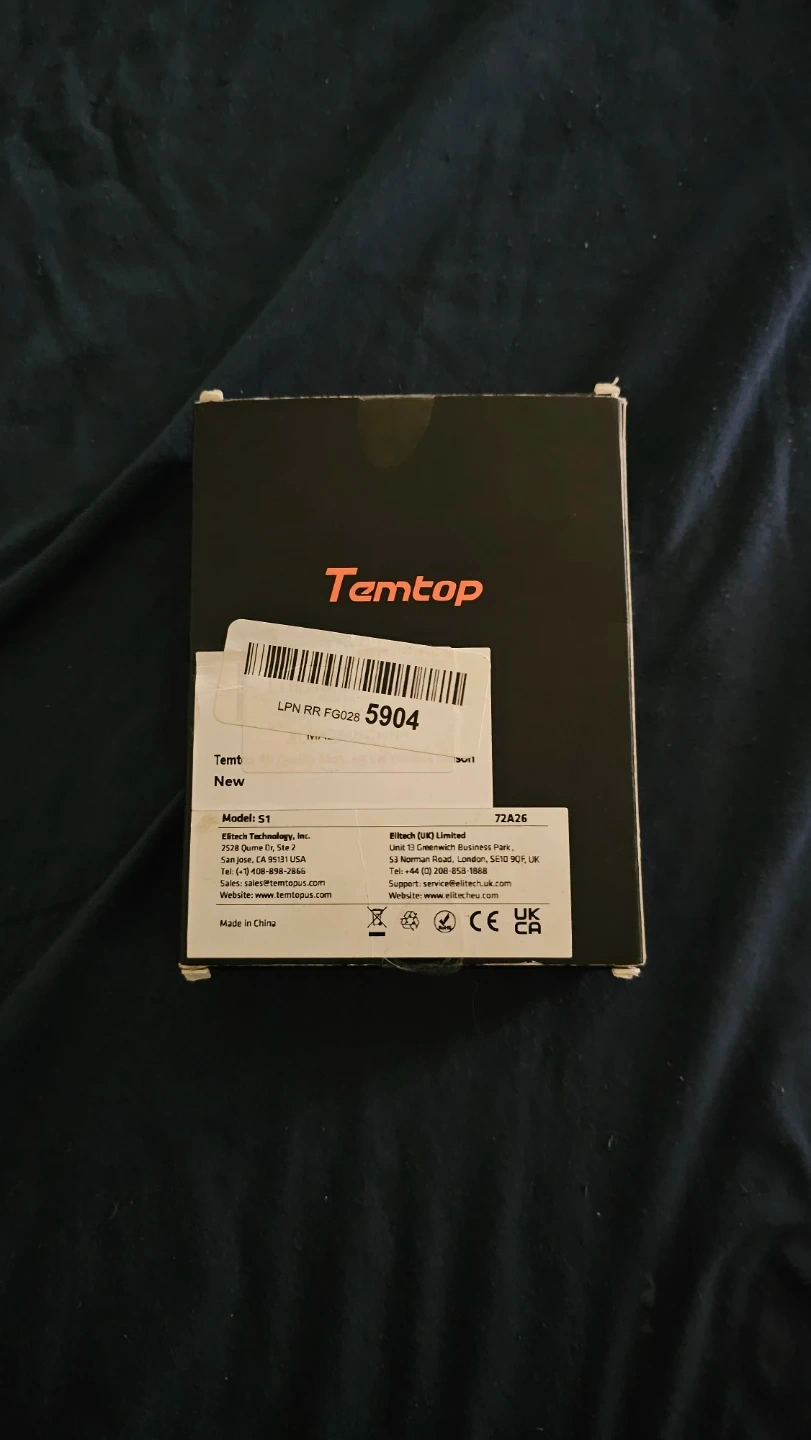 Temtop
LPN RR FG028 5904
Temt
New
Model: S1 72A26
Elitech Technology, Inc.
2528 Qume Dr, Ste 2
San Jose, CA 95131 USA
Tel: (+1) 408-898-2866
Sales: sales@temtopus.com
Website: www.temtopus.com
Elitech (UK) Limited
Unit 13 Greenwich Business Park,
53 Norman Road, London, SE10 9QF, UK
Tel: +44 (0) 208-858-1888
Support: service@elitech.uk.com
Website: www.elitecheu.com
Made in China
RoHS
CE
UK
CA